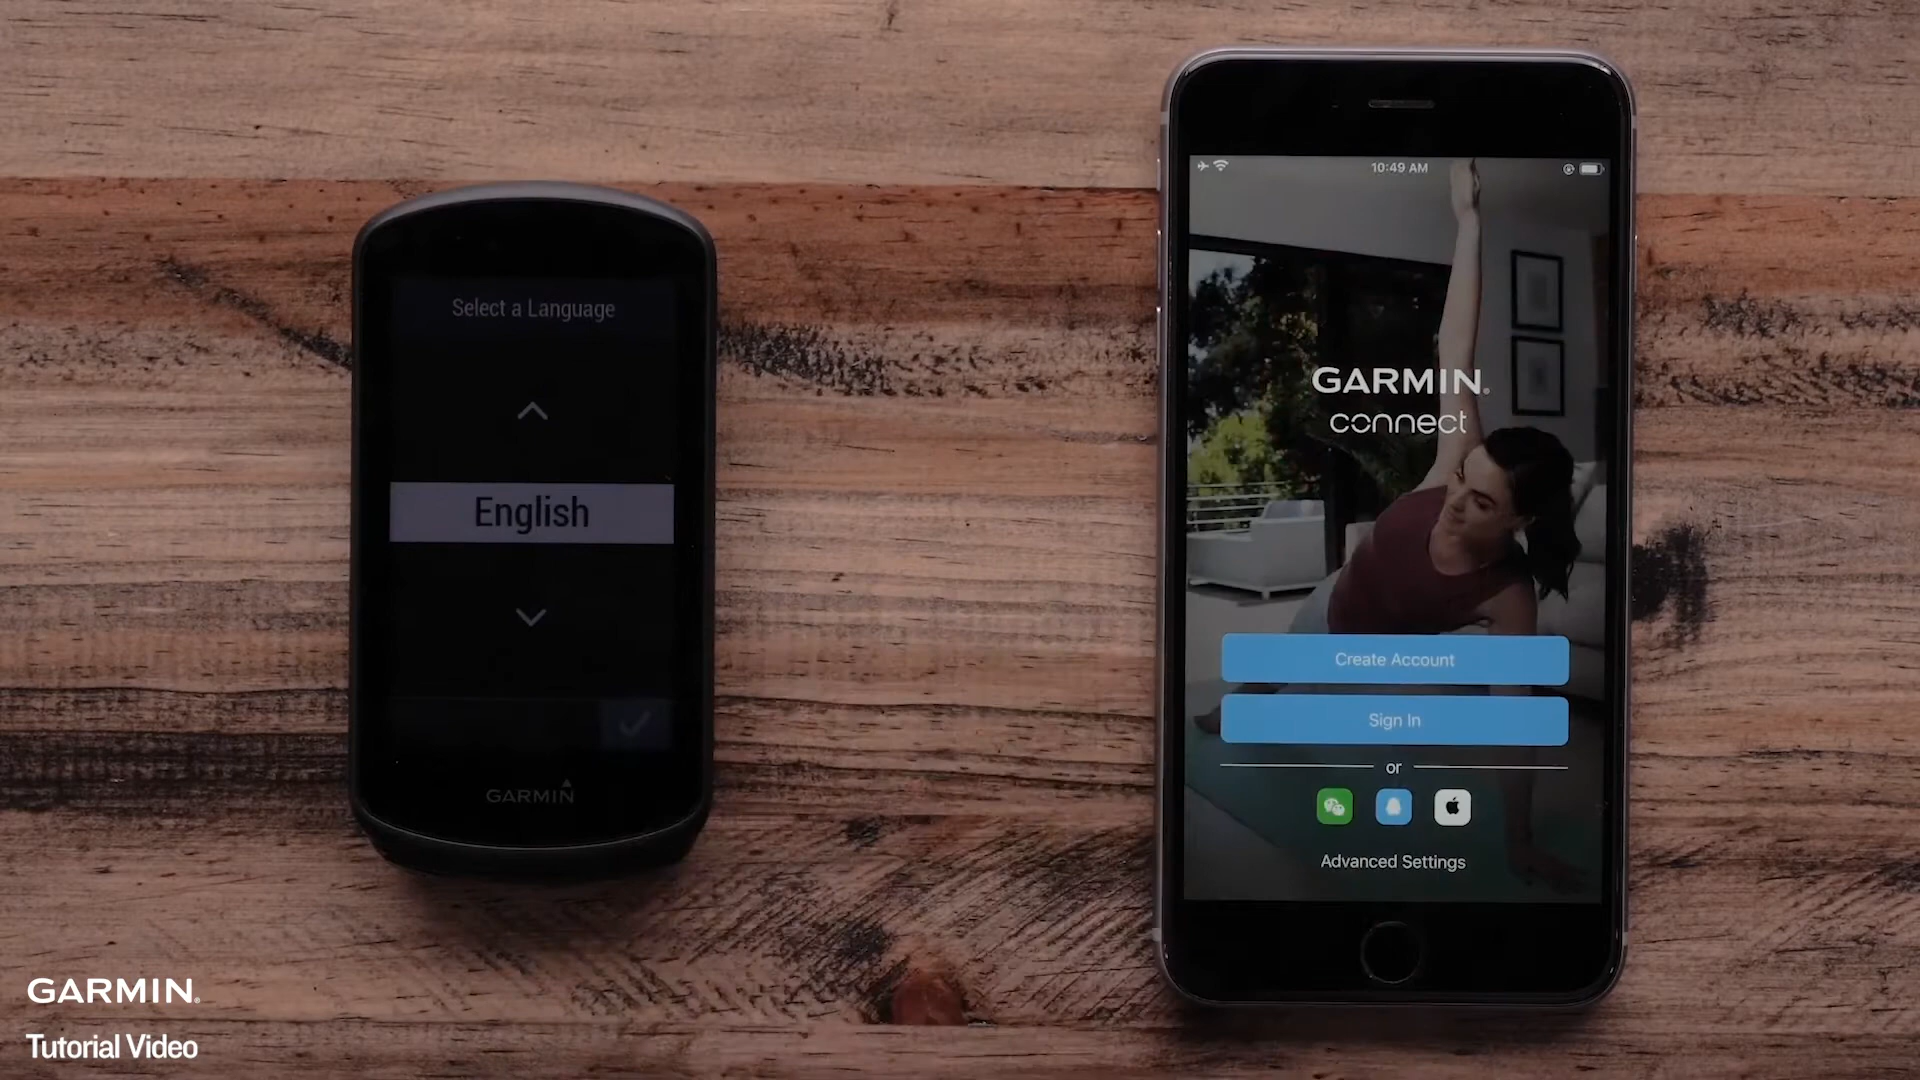 Select a Language
English
GARMIN
10:49 AM
GARMIN®
connect
Create Account
Sign In
or
Advanced Settings
GARMIN®
Tutorial Video